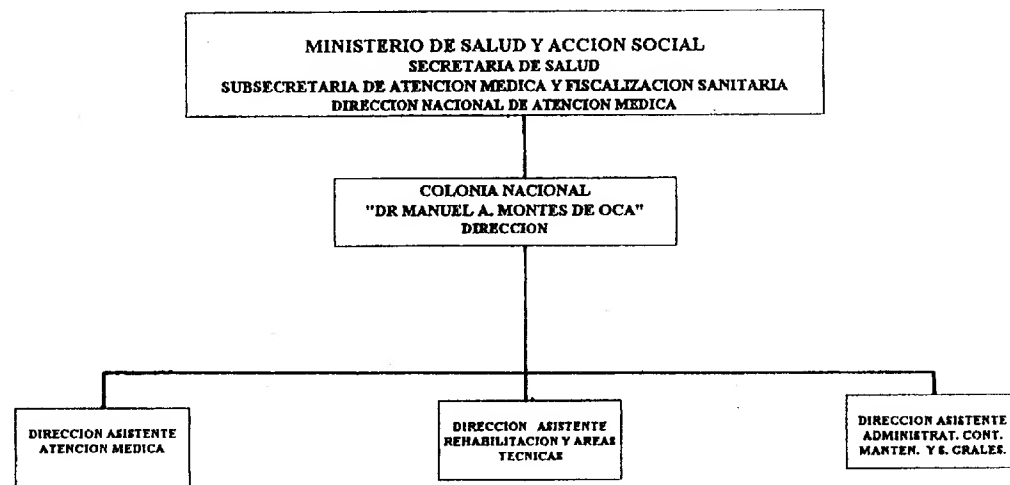 MINISTERIO DE SALUD Y ACCION SOCIAL
SECRETARIA DE SALUD
SUBSECRETARIA DE ATENCION MEDICA Y FISCALIZACION SANITARIA
DIRECCION NACIONAL DE ATENCION MEDICA
COLONIA NACIONAL
"DR MANUEL A. MONTES DE OCA"
DIRECCION
DIRECCION ASISTENTE
ATENCION MEDICA
DIRECCION ASISTENTE
REHABILITACION Y AREAS
TECNICAS
DIRECCION ASISTENTE
ADMINISTRAT. CONT.
MANTEN. Y S. GRALES.